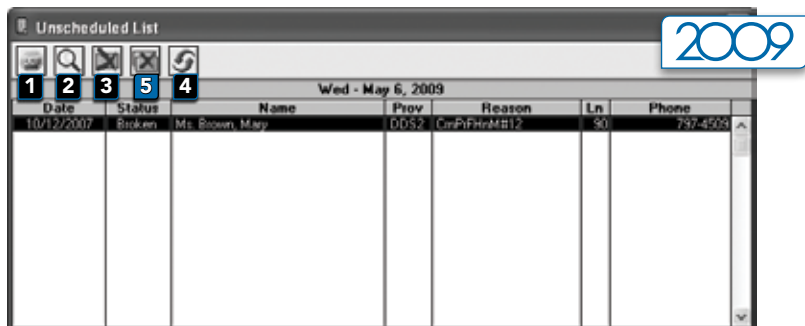 Unscheduled List
2009
1 2 3 5 4
Wed - May 6, 2009
Date Status Name Prov Reason Ln Phone
10/12/2007 Broken Ms. Brown, Mary DDS2 CmPrFHnM#12 90 797-4509